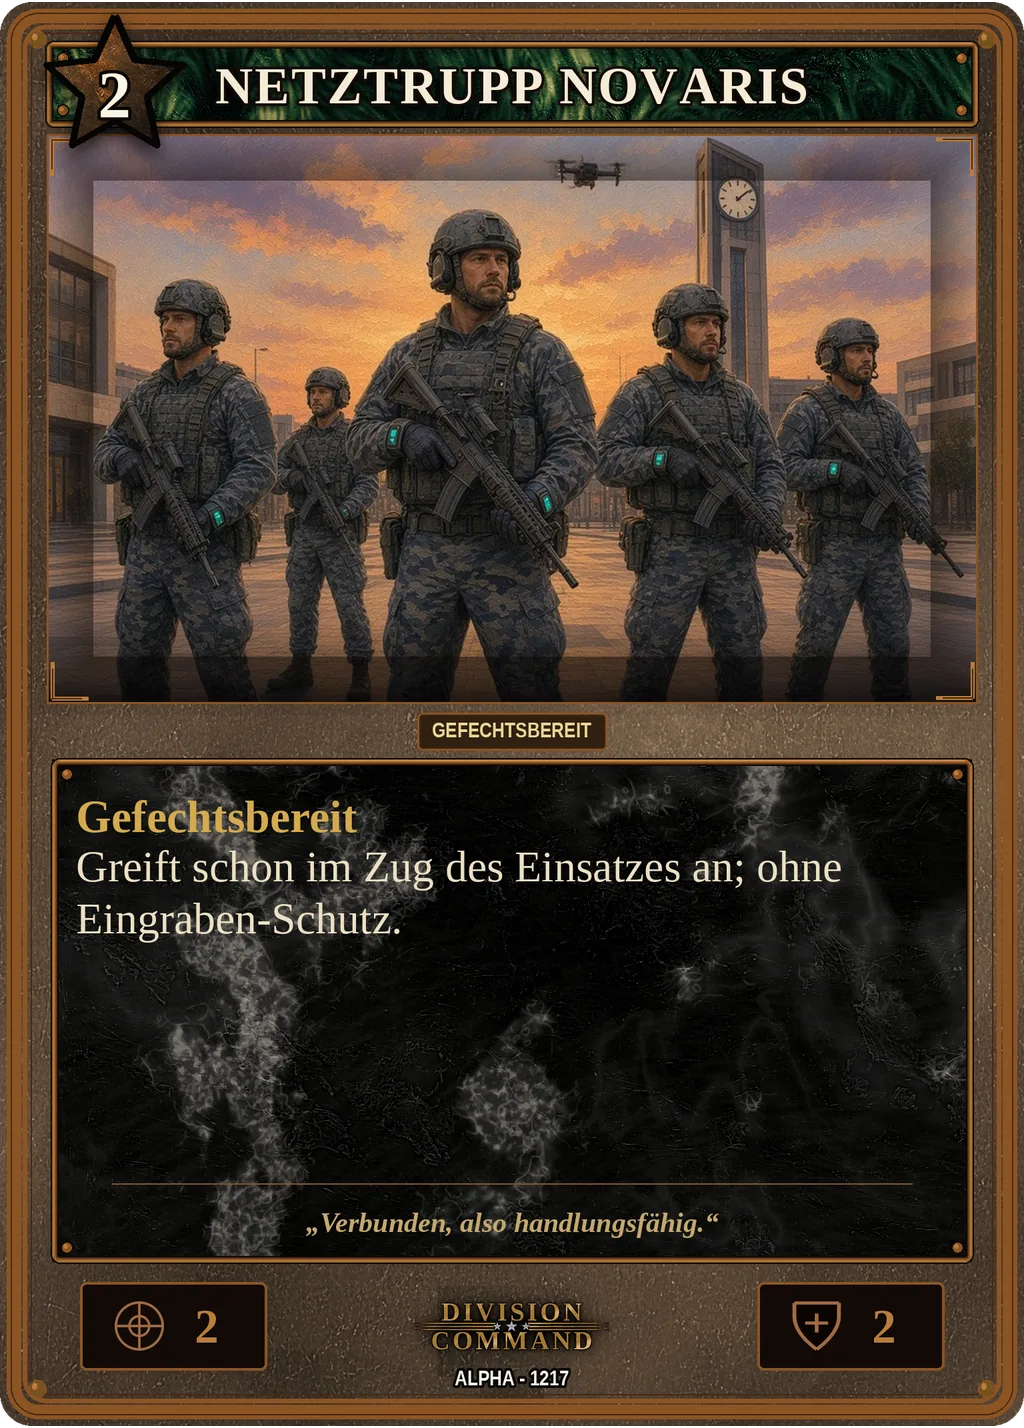 2
NETZTRUPP NOVARIS
GEFECHTSBEREIT
Gefechtsbereit
Greift schon im Zug des Einsatzes an; ohne
Eingraben-Schutz.
„Verbunden, also handlungsfähig.“
2
DIVISION
COMMAND
ALPHA - 1217
2